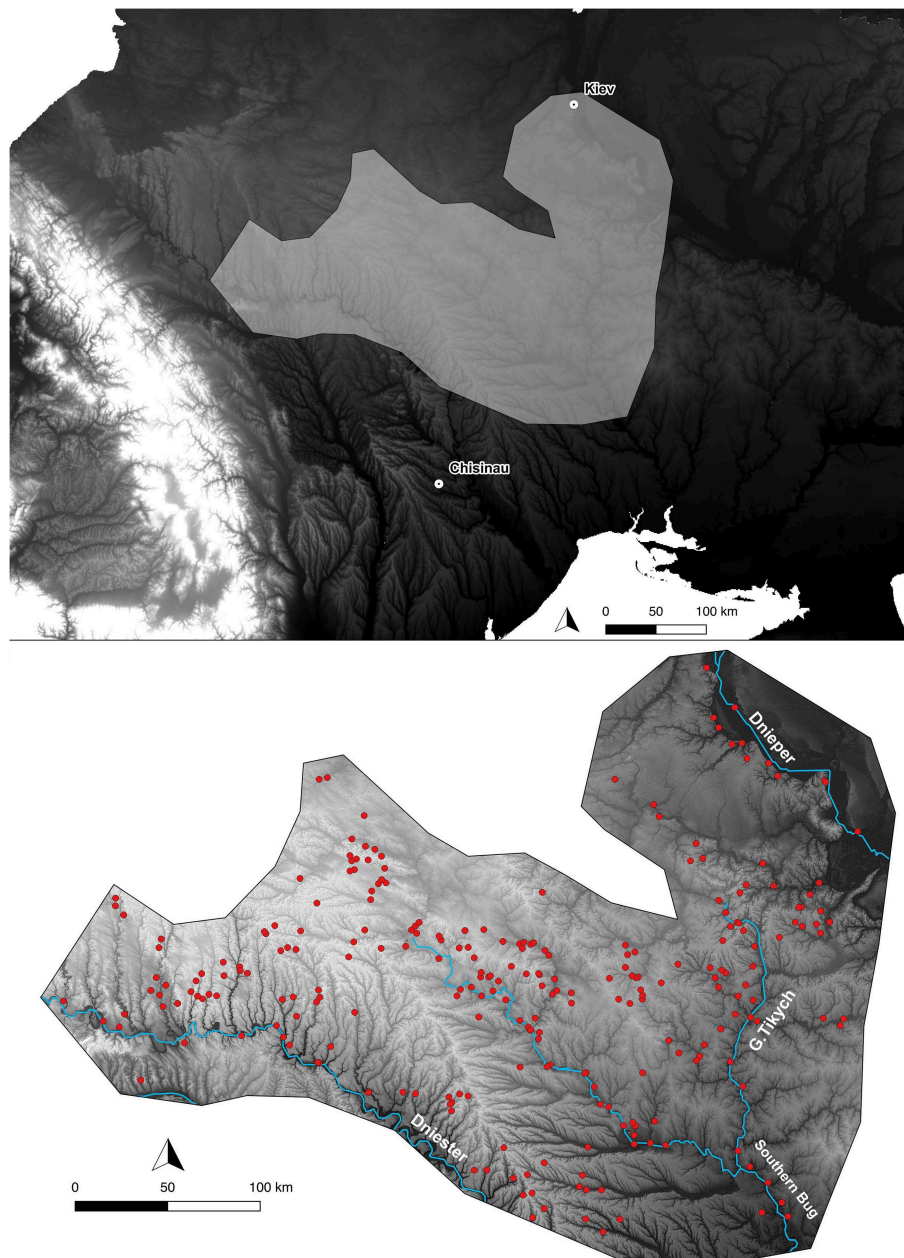 Kiev
Chisinau
0 50 100 km
Dnieper
G.Tikych
Dniester
Southern Bug
0 50 100 km